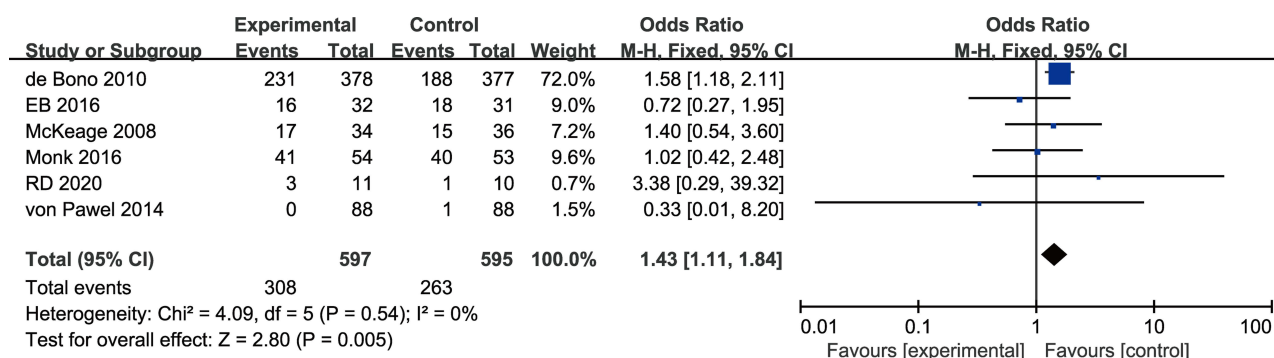 Experimental Control Odds Ratio Odds Ratio
Study or Subgroup Events Total Events Total Weight M-H, Fixed, 95% CI M-H, Fixed, 95% CI
de Bono 2010 231 378 188 377 72.0% 1.58 [1.18, 2.11]
EB 2016 16 32 18 31 9.0% 0.72 [0.27, 1.95]
McKeage 2008 17 34 15 36 7.2% 1.40 [0.54, 3.60]
Monk 2016 41 54 40 53 9.6% 1.02 [0.42, 2.48]
RD 2020 3 11 1 10 0.7% 3.38 [0.29, 39.32]
von Pawel 2014 0 88 1 88 1.5% 0.33 [0.01, 8.20]
Total (95% CI) 597 595 100.0% 1.43 [1.11, 1.84]
Total events 308 263
Heterogeneity: Chi² = 4.09, df = 5 (P = 0.54); I² = 0%
Test for overall effect: Z = 2.80 (P = 0.005)
0.01 0.1 1 10 100
Favours [experimental] Favours [control]